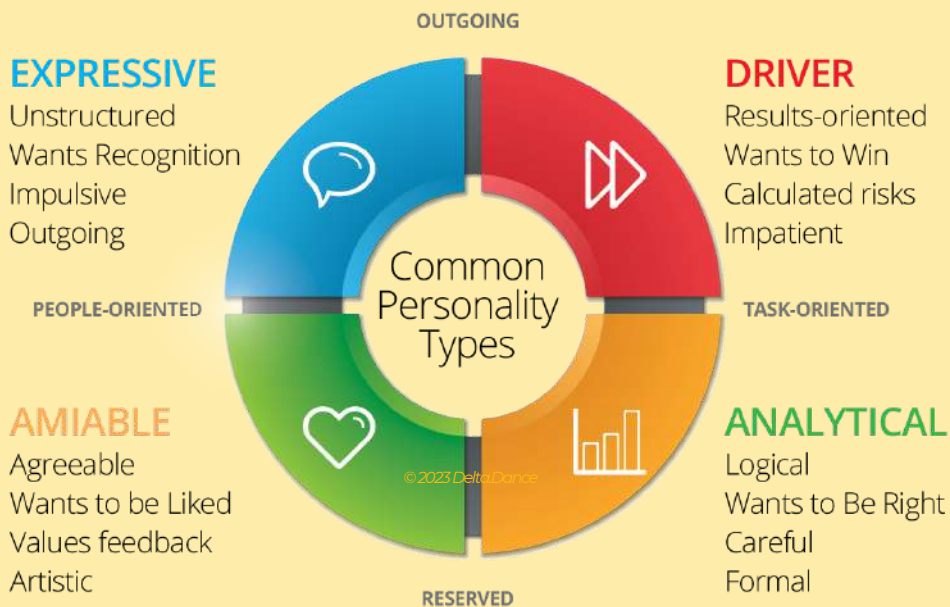 OUTGOING
EXPRESSIVE
Unstructured
Wants Recognition
Impulsive
Outgoing
DRIVER
Results-oriented
Wants to Win
Calculated risks
Impatient
PEOPLE-ORIENTED
Common
Personality
Types
TASK-ORIENTED
AMIABLE
Agreeable
Wants to be Liked
Values feedback
Artistic
ANALYTICAL
Logical
Wants to Be Right
Careful
Formal
© 2023 Delta.Dance
RESERVED